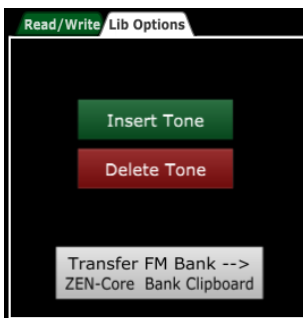 Read/Write Lib Options
Insert Tone
Delete Tone
Transfer FM Bank -->
ZEN-Core Bank Clipboard